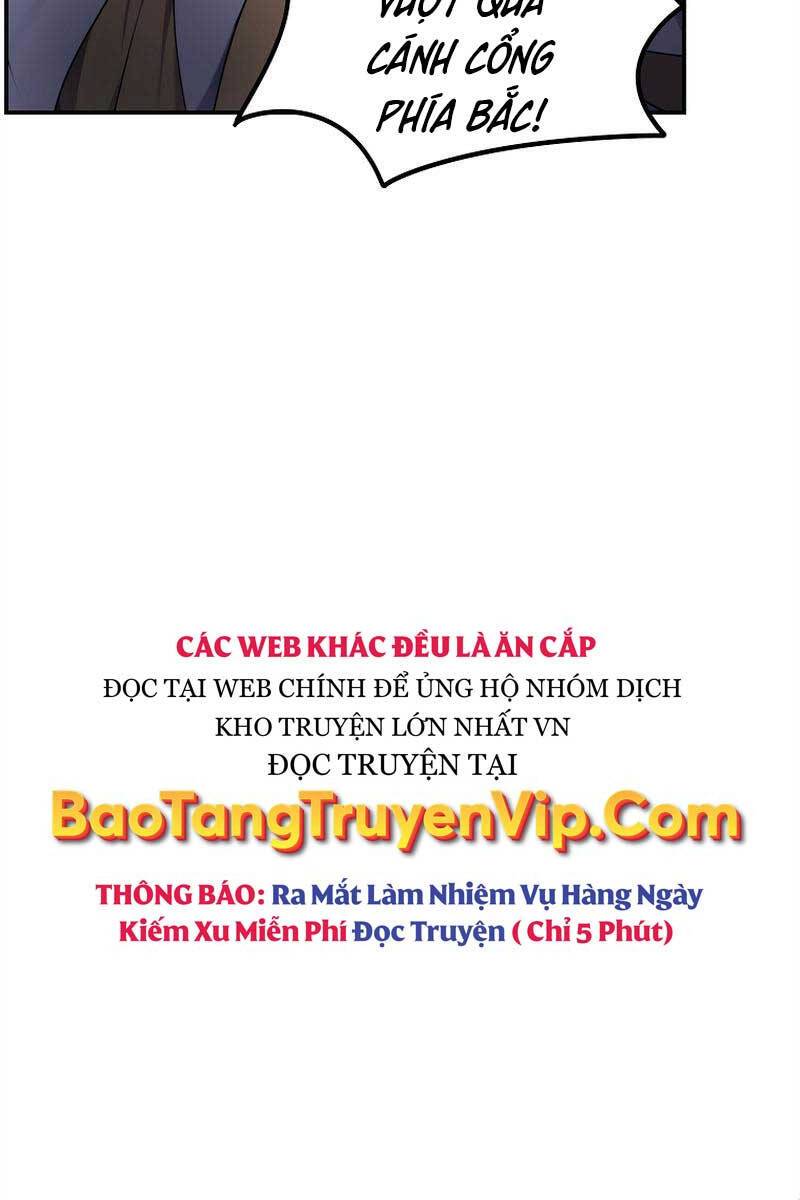 VƯỢT QUA
CÁNH CỔNG
PHÍA BẮC!
CÁC WEB KHÁC ĐỀU LÀ ĂN CẮP
ĐỌC TẠI WEB CHÍNH ĐỂ ỦNG HỘ NHÓM DỊCH
KHO TRUYỆN LỚN NHẤT VN
ĐỌC TRUYỆN TẠI
BaoTangTruyenVip.Com
THÔNG BÁO: Ra Mắt Làm Nhiệm Vụ Hàng Ngày
Kiếm Xu Miễn Phí Đọc Truyện ( Chỉ 5 Phút)